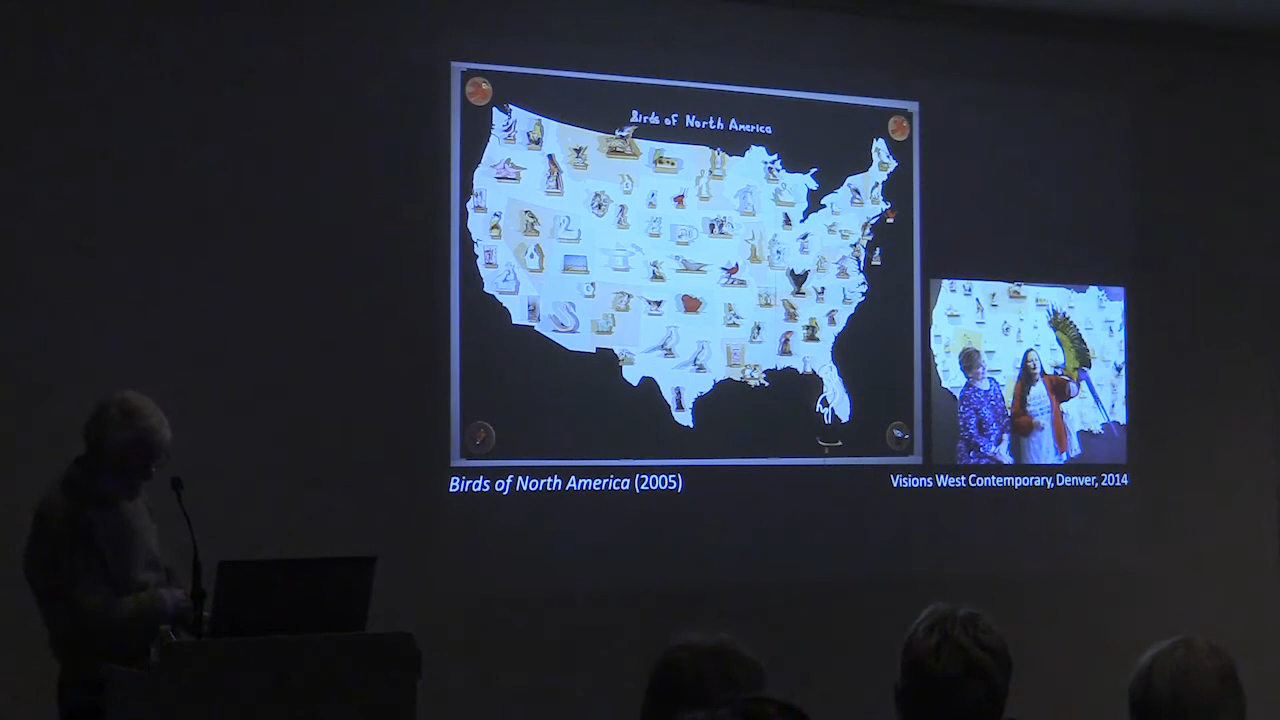 Birds of North America
Birds of North America (2005)
Visions West Contemporary, Denver, 2014